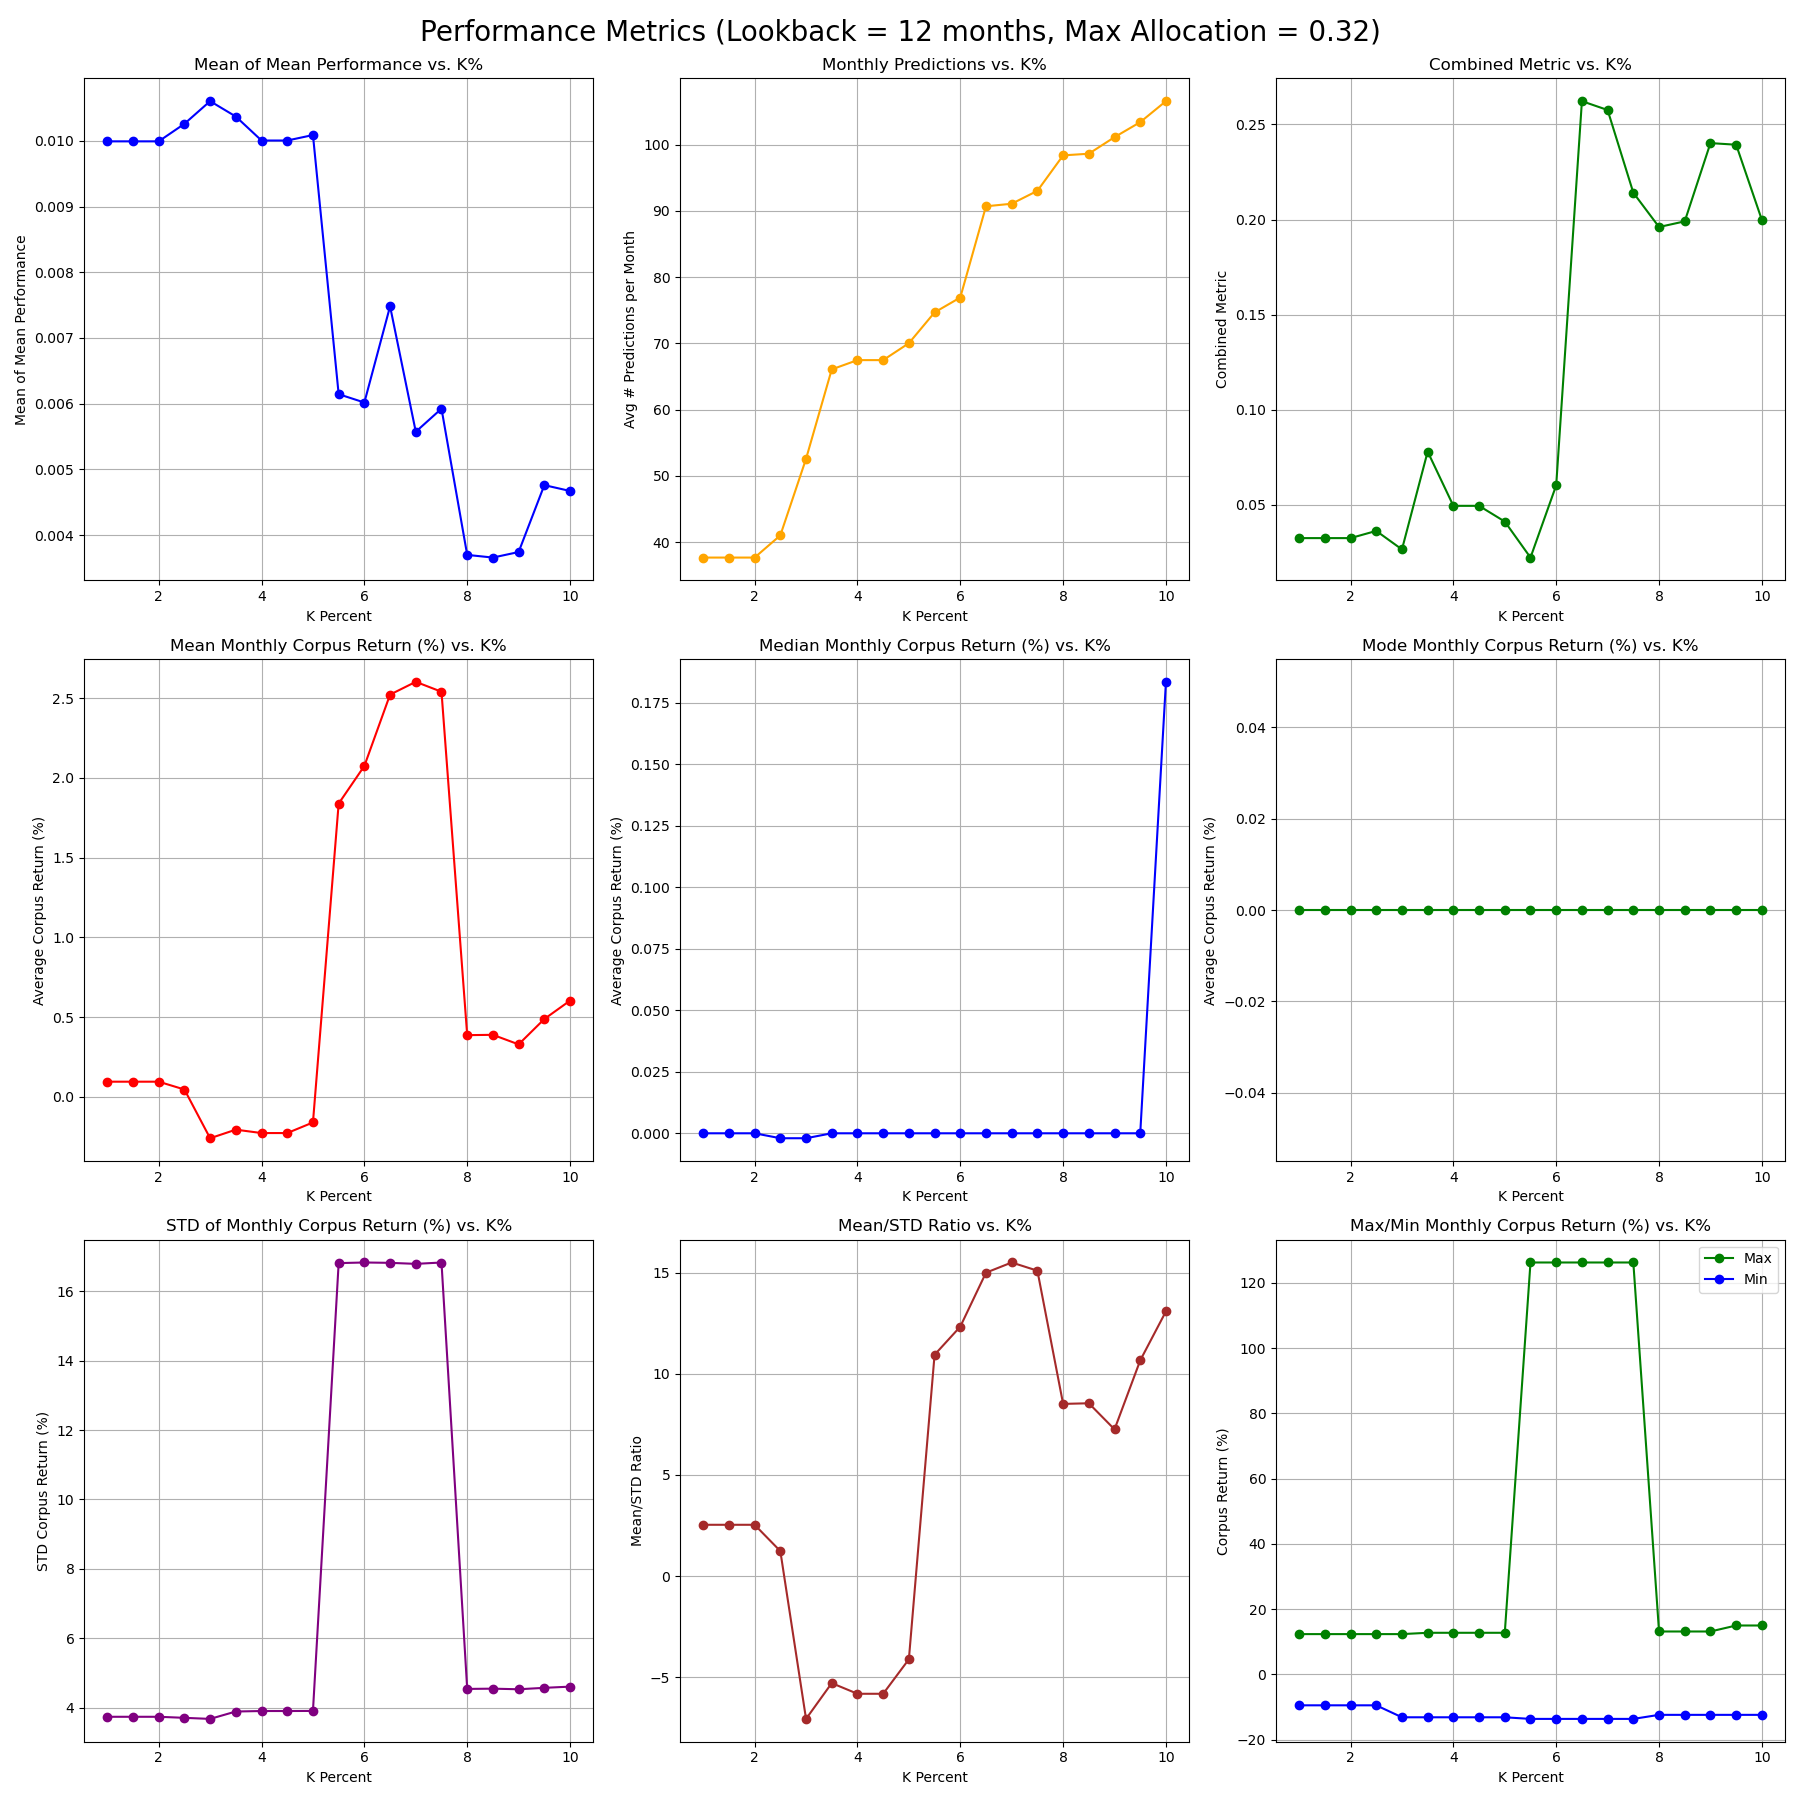 Performance Metrics (Lookback = 12 months, Max Allocation = 0.32)
Mean of Mean Performance vs. K%
Mean of Mean Performance
0.010
0.009
0.008
0.007
0.006
0.005
0.004
2 4 6 8 10
K Percent
Monthly Predictions vs. K%
Avg # Predictions per Month
100
90
80
70
60
50
40
2 4 6 8 10
K Percent
Combined Metric vs. K%
Combined Metric
0.25
0.20
0.15
0.10
0.05
2 4 6 8 10
K Percent
Mean Monthly Corpus Return (%) vs. K%
Average Corpus Return (%)
2.5
2.0
1.5
1.0
0.5
0.0
2 4 6 8 10
K Percent
Median Monthly Corpus Return (%) vs. K%
Average Corpus Return (%)
0.175
0.150
0.125
0.100
0.075
0.050
0.025
0.000
2 4 6 8 10
K Percent
Mode Monthly Corpus Return (%) vs. K%
Average Corpus Return (%)
0.04
0.02
0.00
−0.02
−0.04
2 4 6 8 10
K Percent
STD of Monthly Corpus Return (%) vs. K%
STD Corpus Return (%)
16
14
12
10
8
6
4
2 4 6 8 10
K Percent
Mean/STD Ratio vs. K%
Mean/STD Ratio
15
10
5
0
−5
2 4 6 8 10
K Percent
Max/Min Monthly Corpus Return (%) vs. K%
Corpus Return (%)
Max
Min
120
100
80
60
40
20
0
−20
2 4 6 8 10
K Percent